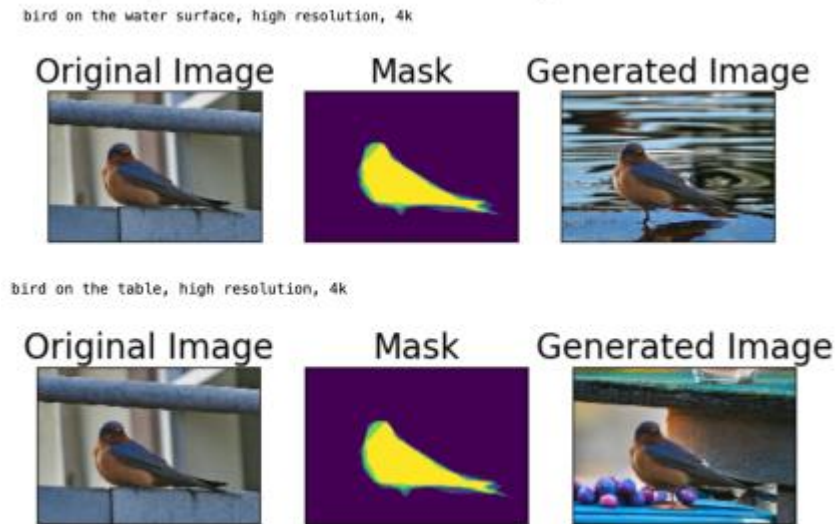 bird on the water surface, high resolution, 4k
Original Image Mask Generated Image
bird on the table, high resolution, 4k
Original Image Mask Generated Image